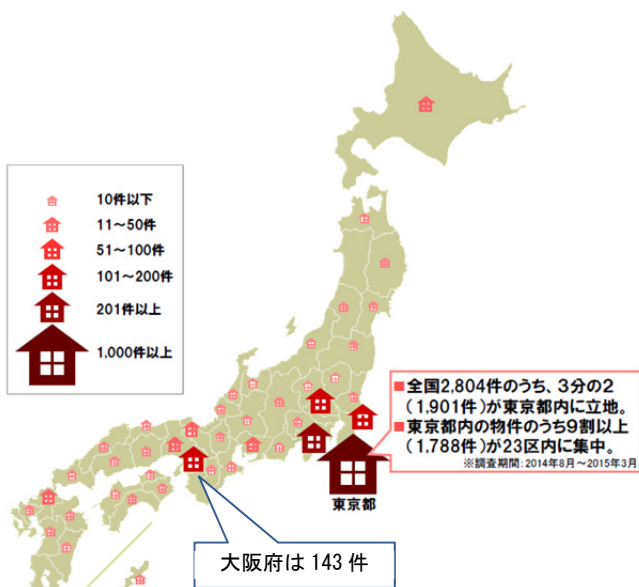 10件以下
11～50件
51～100件
101～200件
201件以上
1,000件以上
■全国2,804件のうち、3分の2
（1,901件）が東京都内に立地。
■東京都内の物件のうち9割以上
（1,788件）が23区内に集中。
※調査期間：2014年8月～2015年3月
東京都
大阪府は 143 件